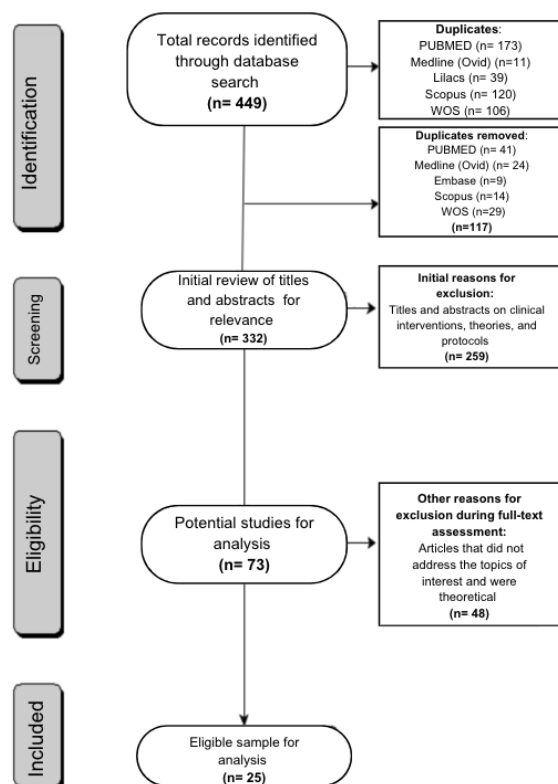 Identification
Total records identified
through database
search
(n= 449)
Duplicates:
PUBMED (n= 173)
Medline (Ovid) (n=11)
Lilacs (n= 39)
Scopus (n= 120)
WOS (n= 106)
Duplicates removed:
PUBMED (n= 41)
Medline (Ovid) (n= 24)
Embase (n=9)
Scopus (n=14)
WOS (n=29)
(n=117)
Screening
Initial review of titles
and abstracts for
relevance
(n= 332)
Initial reasons for
exclusion:
Titles and abstracts on clinical
interventions, theories, and
protocols
(n= 259)
Eligibility
Potential studies for
analysis
(n= 73)
Other reasons for
exclusion during full-text
assessment:
Articles that did not
address the topics of
interest and were
theoretical
(n= 48)
Included
Eligible sample for
analysis
(n= 25)